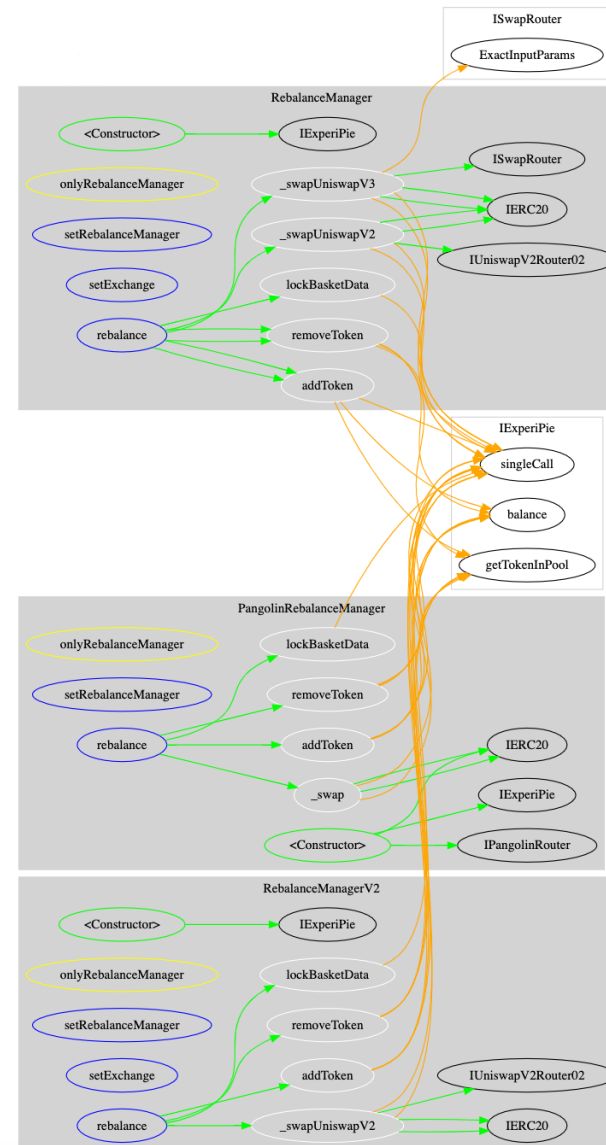 ISwapRouter
ExactInputParams
RebalanceManager
<Constructor>
IExperiPie
ISwapRouter
onlyRebalanceManager
_swapUniswapV3
IERC20
setRebalanceManager
_swapUniswapV2
IUniswapV2Router02
setExchange
lockBasketData
rebalance
removeToken
addToken
IExperiPie
singleCall
balance
getTokenInPool
PangolinRebalanceManager
onlyRebalanceManager
lockBasketData
setRebalanceManager
removeToken
rebalance
addToken
IERC20
_swap
IExperiPie
<Constructor>
IPangolinRouter
RebalanceManagerV2
<Constructor>
IExperiPie
onlyRebalanceManager
lockBasketData
setRebalanceManager
removeToken
setExchange
addToken
IUniswapV2Router02
rebalance
_swapUniswapV2
IERC20